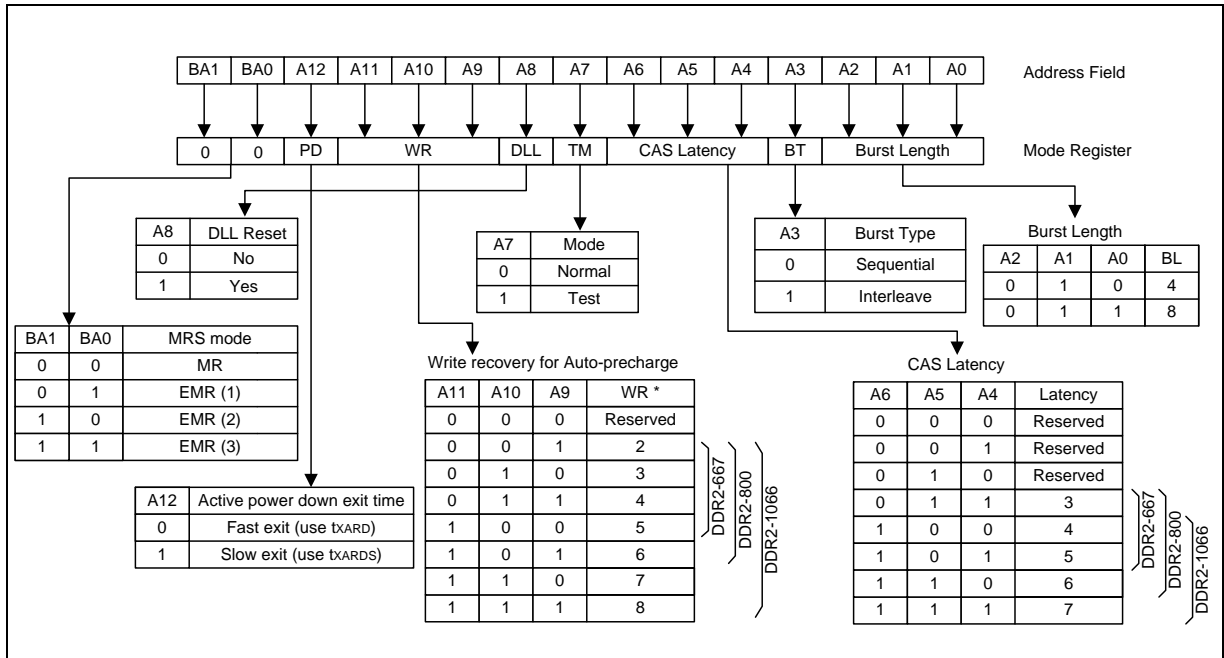 BA1 BA0 A12 A11 A10 A9 A8 A7 A6 A5 A4 A3 A2 A1 A0 Address Field
0 0 PD WR DLL TM CAS Latency BT Burst Length Mode Register
A8 DLL Reset
0 No
1 Yes
A7 Mode
0 Normal
1 Test
A3 Burst Type
0 Sequential
1 Interleave
Burst Length
A2 A1 A0 BL
0 1 0 4
0 1 1 8
BA1 BA0 MRS mode
0 0 MR
0 1 EMR (1)
1 0 EMR (2)
1 1 EMR (3)
A12 Active power down exit time
0 Fast exit (use tXARD)
1 Slow exit (use tXARDS)
Write recovery for Auto-precharge
A11 A10 A9 WR *
0 0 0 Reserved
0 0 1 2
0 1 0 3
0 1 1 4
1 0 0 5
1 0 1 6
1 1 0 7
1 1 1 8
DDR2-667
DDR2-800
DDR2-1066
CAS Latency
A6 A5 A4 Latency
0 0 0 Reserved
0 0 1 Reserved
0 1 0 Reserved
0 1 1 3
1 0 0 4
1 0 1 5
1 1 0 6
1 1 1 7
DDR2-667
DDR2-800
DDR2-1066